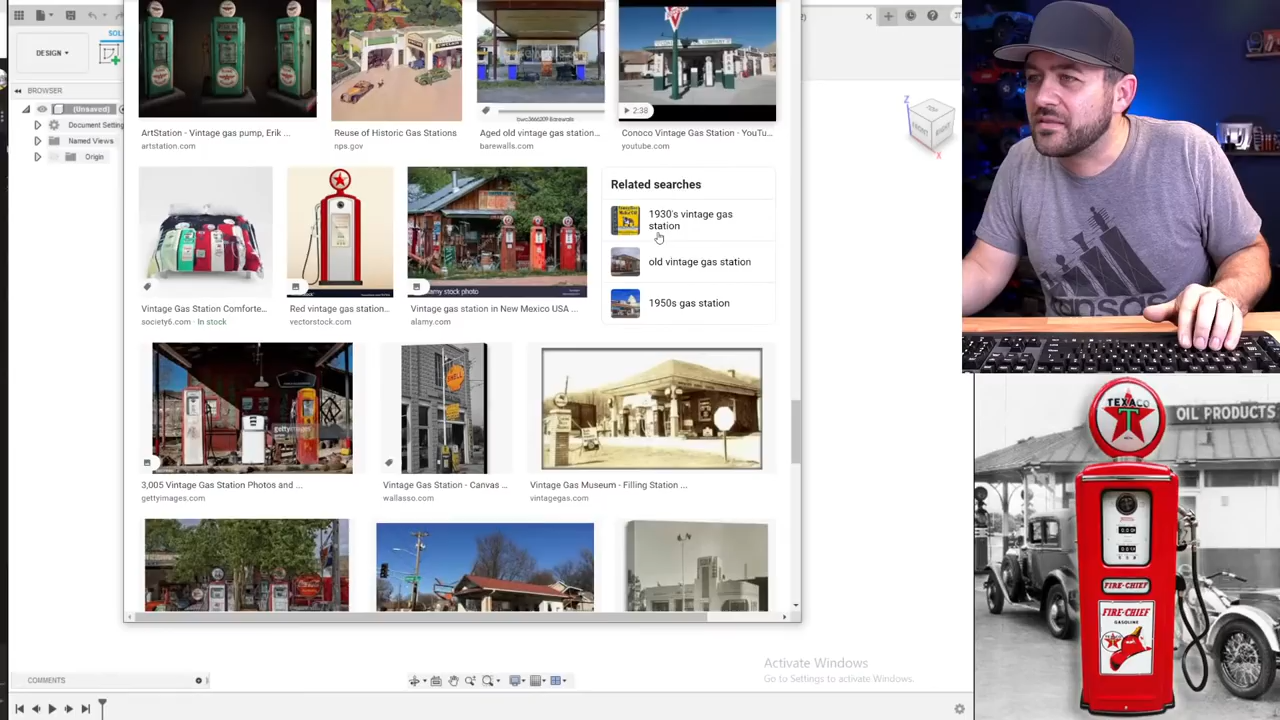 DESIGN
SOLI
BROWSER
(Unsaved)
Document Setting
Named Views
Origin
ArtStation - Vintage gas pump, Erik ...
artstation.com
Reuse of Historic Gas Stations
nps.gov
Aged old vintage gas station...
barewalls.com
2:38
Conoco Vintage Gas Station - YouTu...
youtube.com
Vintage Gas Station Comforte...
society6.com · In stock
Red vintage gas station...
vectorstock.com
alamy stock photo
Vintage gas station in New Mexico USA ...
alamy.com
Related searches
1930's vintage gas
station
old vintage gas station
1950s gas station
gettyimages
3,005 Vintage Gas Station Photos and ...
gettyimages.com
SHELL
Vintage Gas Station - Canvas ...
wallasso.com
Vintage Gas Museum - Filling Station ...
vintagegas.com
COMMENTS
Activate Windows
Go to Settings to activate Windows.
TEXACO
T
OIL PRODUCTS
FIRE-CHIEF
FIRE-CHIEF
GASOLINE